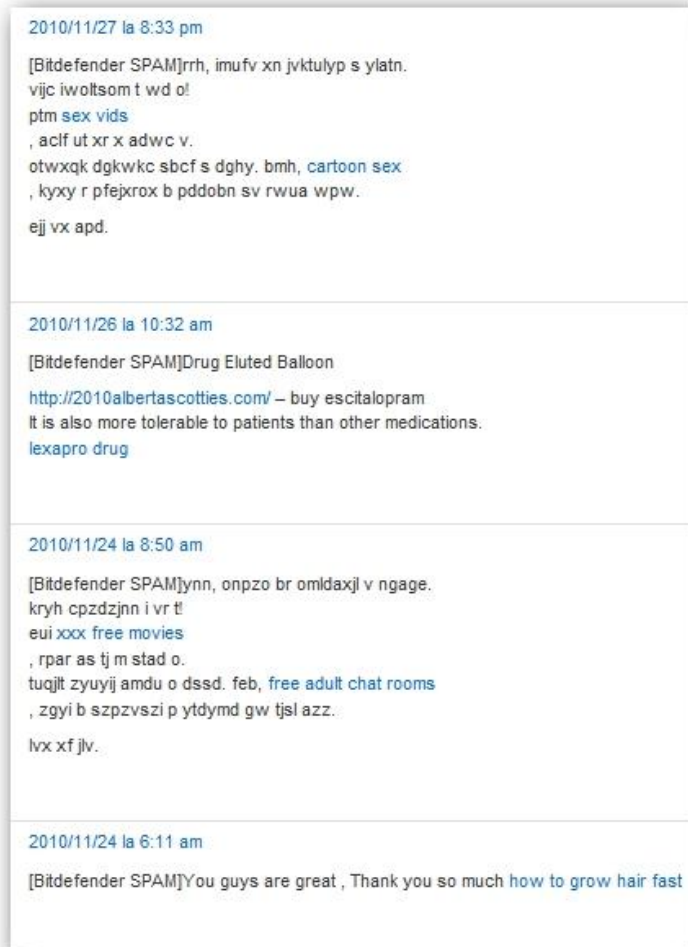 2010/11/27 la 8:33 pm
[Bitdefender SPAM]rrh, imufv xn jvktulyp s ylatn.
vijc iwoltsom t wd o!
ptm sex vids
, aclf ut xr x adwc v.
otwxqk dgkwkc sbcf s dghy. bmh, cartoon sex
, kyxy r pfejxrox b pddobn sv rwua wpw.
ejj vx apd.
2010/11/26 la 10:32 am
[Bitdefender SPAM]Drug Eluted Balloon
http://2010albertascotties.com/ – buy escitalopram
It is also more tolerable to patients than other medications.
lexapro drug
2010/11/24 la 8:50 am
[Bitdefender SPAM]ynn, onpzo br omldaxjl v ngage.
kryh cpzdzjnn i vr t!
eui xxx free movies
, rpar as tj m stad o.
tuqjlt zyuyij amdu o dssd. feb, free adult chat rooms
, zgyi b szpzvszi p ytdymd gw tjsl azz.
lvx xf jlv.
2010/11/24 la 6:11 am
[Bitdefender SPAM]You guys are great , Thank you so much how to grow hair fast